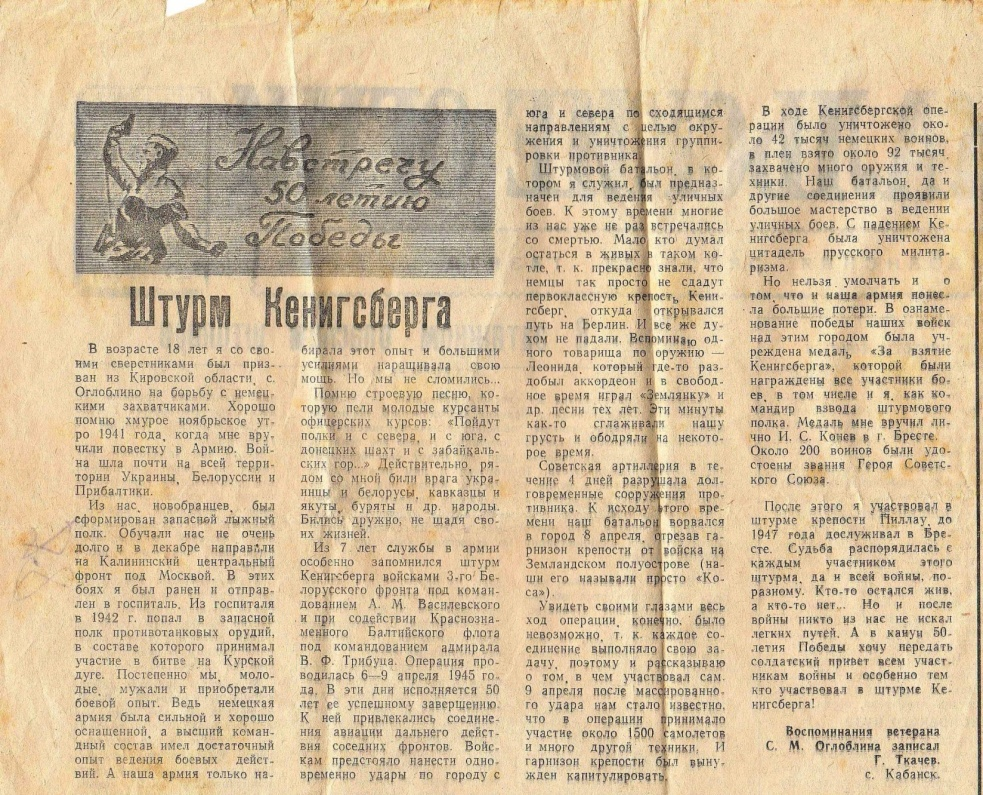 Навстречу
50-летию
Победы
Штурм Кенигсберга
В возрасте 18 лет я со сво-
ими сверстниками был приз-
ван из Кировской области, с.
Оглоблино на борьбу с немец-
кими захватчиками. Хорошо
помню хмурое ноябрьское ут-
ро 1941 года, когда мне вру-
чили повестку в Армию. Вой-
на шла почти на всей терри-
тории Украины, Белоруссии и
Прибалтики.
Из нас, новобранцев, был
сформирован запасной лыжный
полк. Обучали нас не очень
долго и в декабре направили
на Калининский центральный
фронт под Москвой. В этих
боях я был ранен и отправ-
лен в госпиталь. Из госпиталя
в 1942 г. попал в запасной
полк противотанковых орудий,
в составе которого принимал
участие в битве на Курской
дуге. Постепенно мы, моло-
дые, мужали и приобретали
боевой опыт. Ведь немецкая
армия была сильной и хорошо
оснащенной, а высший коман-
дный состав имел достаточный
опыт ведения боевых дейст-
вий. А наша армия только на-
бирала этот опыт и большими
усилиями наращивала свою
мощь. Но мы не сломились...
Помню строевую песню, ко-
торую пели молодые курсанты
офицерских курсов: «Пойдут
полки и с севера, и с юга, с
донецких шахт и с забайкаль-
ских гор...» Действительно, ря-
дом со мной били врага укра-
инцы и белорусы, кавказцы и
якуты, буряты и др. народы.
Бились дружно, не щадя сво-
их жизней.
Из 7 лет службы в армии
особенно запомнился штурм
Кенигсберга войсками 3-го Бе-
лорусского фронта под коман-
дованием А. М. Василевского
и при содействии Краснозна-
менного Балтийского флота
под командованием адмирала
В. Ф. Трибуца. Операция про-
водилась 6—9 апреля 1945 го-
да. В эти дни исполняется 50
лет ее успешному завершению.
К ней привлекались соедине-
ния авиации дальнего дейст-
вия соседних фронтов. Войс-
кам предстояло нанести одно-
временно удары по городу с
юга и севера по сходящимся
направлениям с целью окру-
жения и уничтожения группи-
ровки противника.
Штурмовой батальон, в ко-
тором я служил, был предназ-
начен для ведения уличных
боев. К этому времени многие
из нас уже не раз встречались
со смертью. Мало кто думал
остаться в живых в таком ко-
тле, т. к. прекрасно знали, что
немцы так просто не сдадут
первоклассную крепость Кениг-
сберг, откуда открывался
путь на Берлин. И все же ду-
хом не падали. Вспоминаю од-
ного товарища по оружию —
Леонида, который где-то раз-
добыл аккордеон и в свобод-
ное время играл «Землянку» и
др. песни тех лет. Эти минуты
как-то сглаживали нашу
грусть и ободряли на некото-
рое время.
Советская артиллерия в те-
чение 4 дней разрушала дол-
говременные сооружения про-
тивника. К исходу этого вре-
мени наш батальон ворвался
в город 8 апреля, отрезав га-
рнизон крепости от войска на
Земландском полуострове (на-
ши его называли просто «Ко-
са»).
Увидеть своими глазами весь
ход операции, конечно, было
невозможно, т. к. каждое со-
единение выполняло свою за-
дачу, поэтому и рассказываю
о том, в чем участвовал сам.
9 апреля после массированно-
го удара нам стало известно,
что в операции принимало
участие около 1500 самолетов
и много другой техники. И
гарнизон крепости был выну-
жден капитулировать.
В ходе Кенигсбергской опе-
рации было уничтожено око-
ло 42 тысяч немецких воинов,
в плен взято около 92 тысяч,
захвачено много оружия и те-
хники. Наш батальон, да и
другие соединения проявили
большое мастерство в ведении
уличных боев. С падением Ке-
нигсберга была уничтожена
цитадель прусского милита-
ризма.
Но нельзя умолчать и о
том, что и наша армия понес-
ла большие потери. В ознаме-
нование победы наших войск
над этим городом была уч-
реждена медаль, «За взятие
Кенигсберга», которой были
награждены все участники бо-
ев, в том числе и я, как ко-
мандир взвода штурмового
полка. Медаль мне вручил ли-
чно И. С. Конев в г. Бресте.
Около 200 воинов были удо-
стоены звания Героя Советс-
кого Союза.
После этого я участвовал в
штурме крепости Пиллау, до
1947 года дослуживал в Бре-
сте. Судьба распорядилась с
каждым участником этого
штурма, да и всей войны, по-
разному. Кто-то остался жив,
а кто-то нет... Но и после
войны никто из нас не искал
легких путей. А в канун 50-
летия Победы хочу передать
солдатский привет всем участ-
никам войны и особенно тем
кто участвовал в штурме Ке-
нигсберга!
Воспоминания ветерана
С. М. Оглоблина записал
Г. Ткачев.
с. Кабанск.